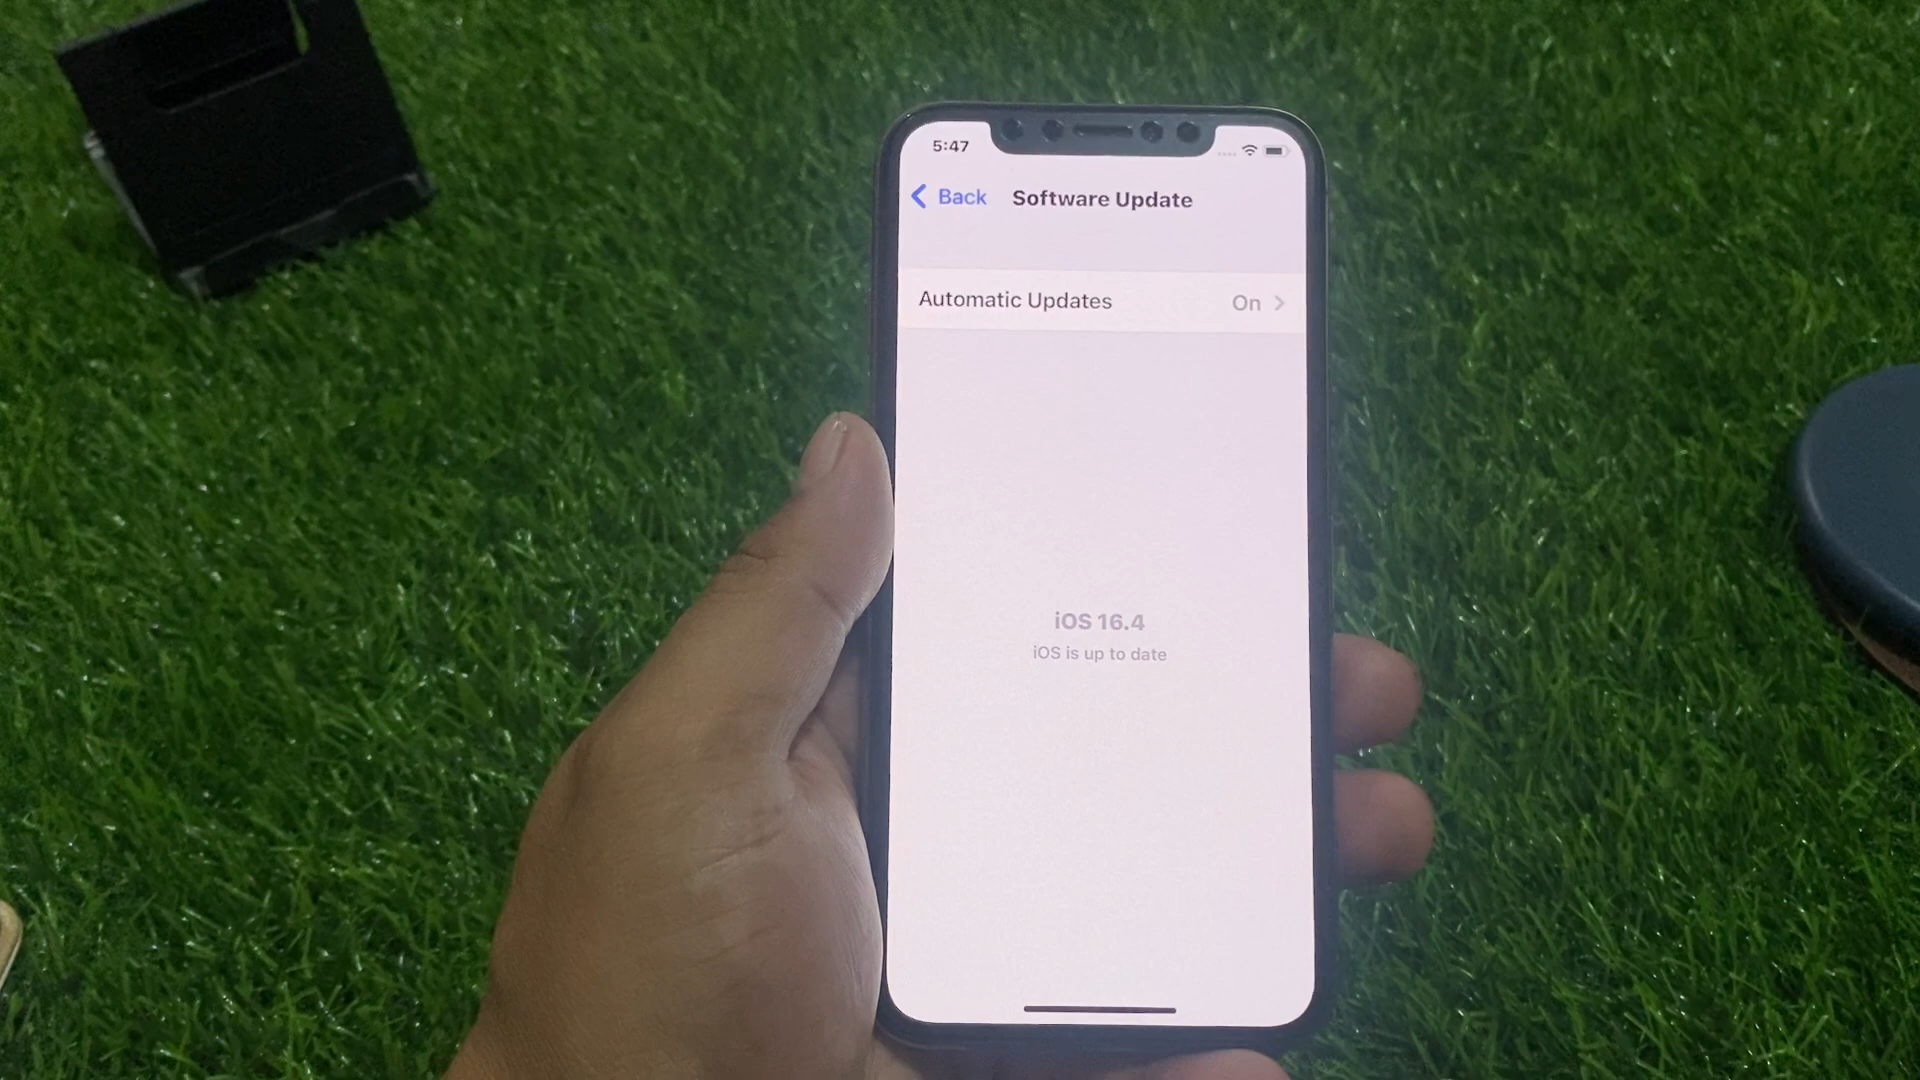 5:47
Back Software Update
Automatic Updates On
iOS 16.4
iOS is up to date